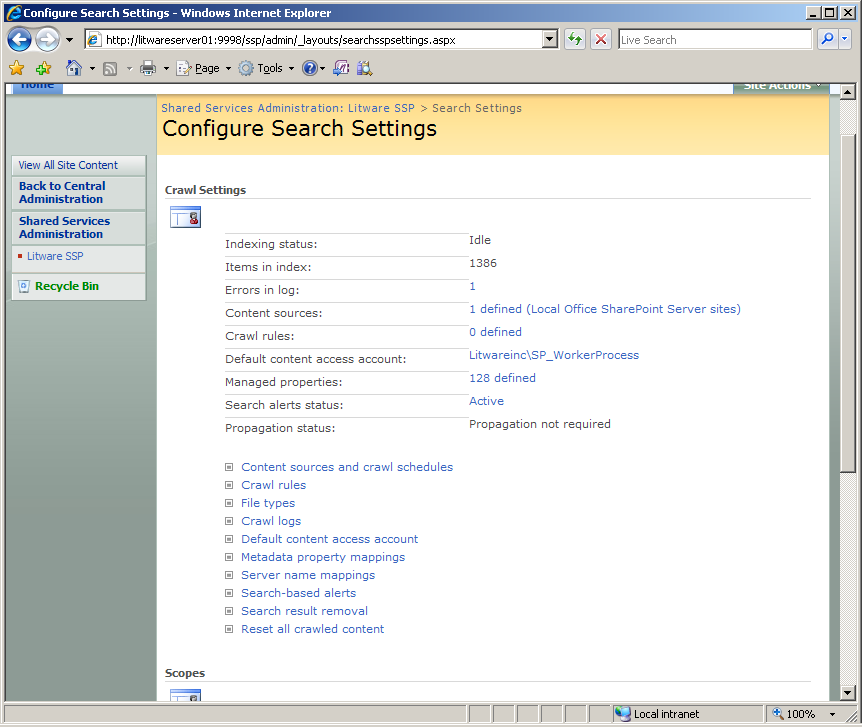 Configure Search Settings - Windows Internet Explorer
http://litwareserver01:9998/ssp/admin/_layouts/searchsspsettings.aspx
Live Search
Page
Tools
Home
Site Actions
Shared Services Administration: Litware SSP > Search Settings
Configure Search Settings
View All Site Content
Back to Central
Administration
Shared Services
Administration
Litware SSP
Recycle Bin
Crawl Settings
Indexing status: Idle
Items in index: 1386
Errors in log: 1
Content sources: 1 defined (Local Office SharePoint Server sites)
Crawl rules: 0 defined
Default content access account: Litwareinc\SP_WorkerProcess
Managed properties: 128 defined
Search alerts status: Active
Propagation status: Propagation not required
Content sources and crawl schedules
Crawl rules
File types
Crawl logs
Default content access account
Metadata property mappings
Server name mappings
Search-based alerts
Search result removal
Reset all crawled content
Scopes
Local intranet
100%